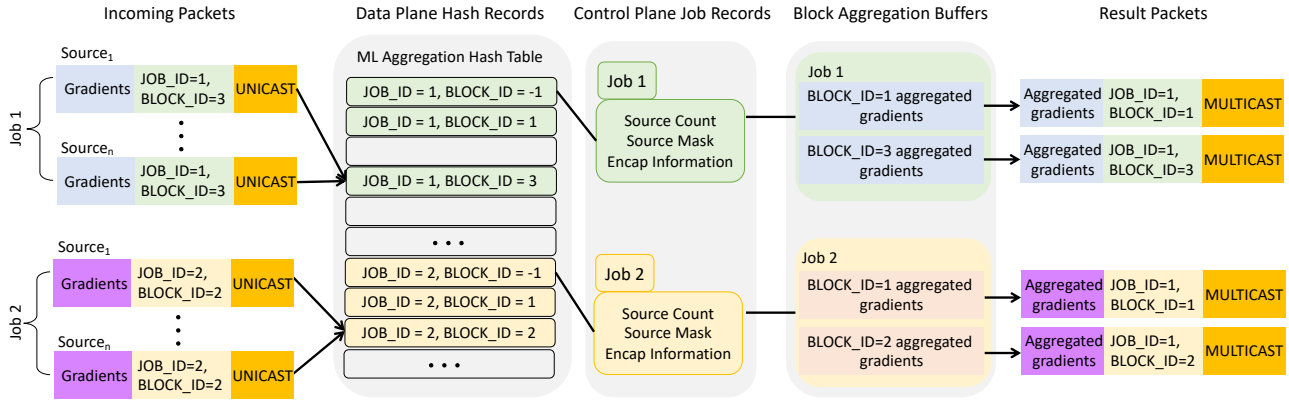 Incoming Packets
Data Plane Hash Records
Control Plane Job Records
Block Aggregation Buffers
Result Packets
Job 1
Source1
Gradients
JOB_ID=1,
BLOCK_ID=3
UNICAST
Sourcen
Gradients
JOB_ID=1,
BLOCK_ID=3
UNICAST
Job 2
Source1
Gradients
JOB_ID=2,
BLOCK_ID=2
UNICAST
Sourcen
Gradients
JOB_ID=2,
BLOCK_ID=2
UNICAST
ML Aggregation Hash Table
JOB_ID = 1, BLOCK_ID = -1
JOB_ID = 1, BLOCK_ID = 1
JOB_ID = 1, BLOCK_ID = 3
• • •
JOB_ID = 2, BLOCK_ID = -1
JOB_ID = 2, BLOCK_ID = 1
JOB_ID = 2, BLOCK_ID = 2
• • •
Job 1
Source Count
Source Mask
Encap Information
Job 2
Source Count
Source Mask
Encap Information
Job 1
BLOCK_ID=1 aggregated
gradients
BLOCK_ID=3 aggregated
gradients
Job 2
BLOCK_ID=1 aggregated
gradients
BLOCK_ID=2 aggregated
gradients
Aggregated
gradients
JOB_ID=1,
BLOCK_ID=1
MULTICAST
Aggregated
gradients
JOB_ID=1,
BLOCK_ID=3
MULTICAST
Aggregated
gradients
JOB_ID=1,
BLOCK_ID=1
MULTICAST
Aggregated
gradients
JOB_ID=1,
BLOCK_ID=2
MULTICAST